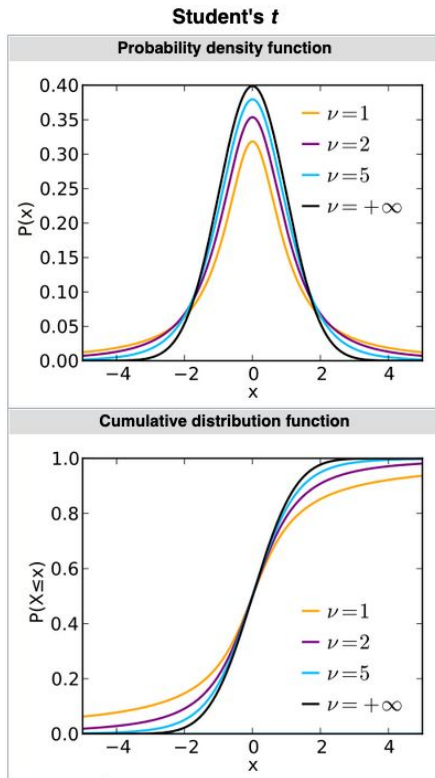 Student's t
Probability density function
0.40
0.35
0.30
0.25
0.20
0.15
0.10
0.05
0.00
P(x)
ν=1
ν=2
ν=5
ν=+∞
−4 −2 0 2 4
x
Cumulative distribution function
1.0
0.8
0.6
0.4
0.2
0.0
P(X≤x)
ν=1
ν=2
ν=5
ν=+∞
−4 −2 0 2 4
x